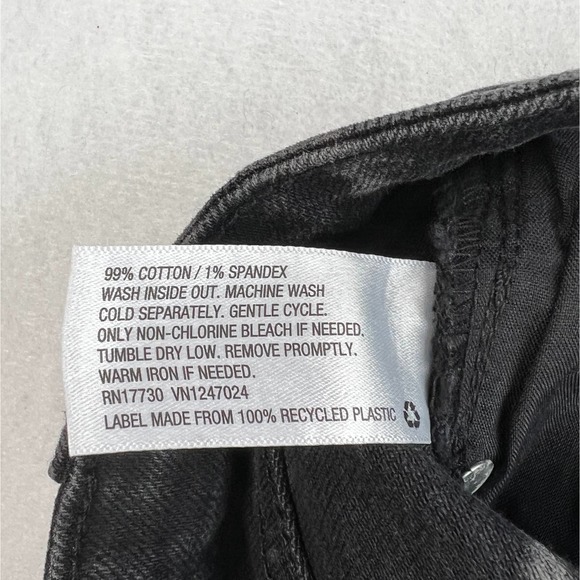 99% COTTON / 1% SPANDEX
WASH INSIDE OUT. MACHINE WASH
COLD SEPARATELY. GENTLE CYCLE.
ONLY NON-CHLORINE BLEACH IF NEEDED.
TUMBLE DRY LOW. REMOVE PROMPTLY.
WARM IRON IF NEEDED.
RN17730 VN1247024
LABEL MADE FROM 100% RECYCLED PLASTIC